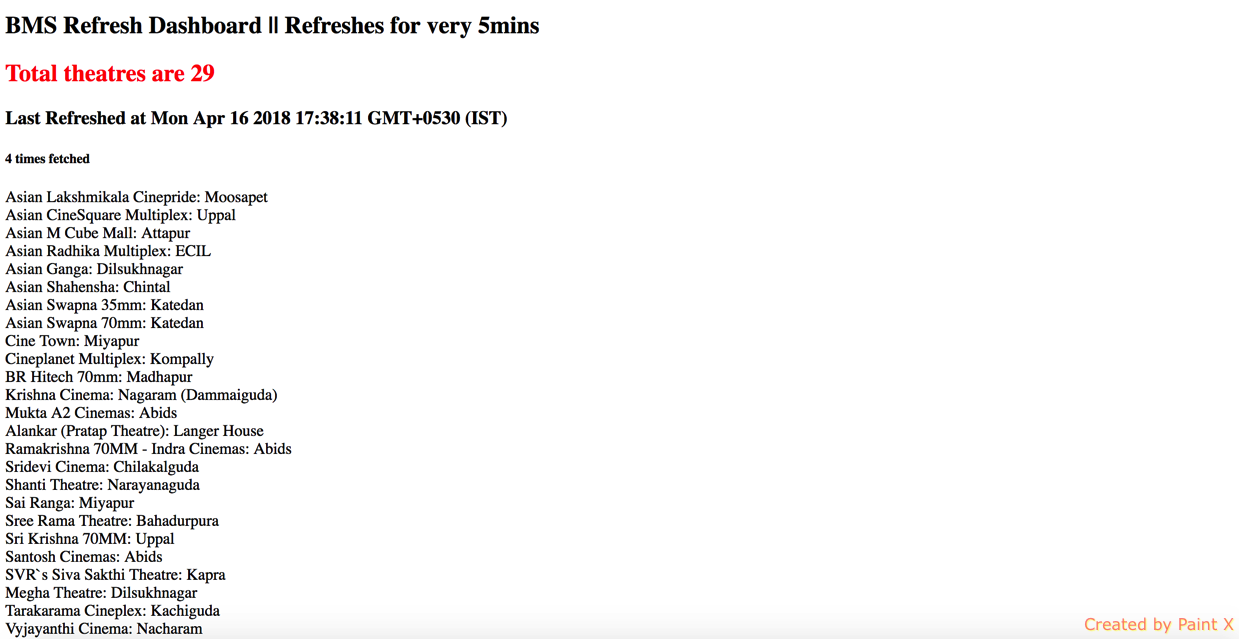 BMS Refresh Dashboard || Refreshes for very 5mins
Total theatres are 29
Last Refreshed at Mon Apr 16 2018 17:38:11 GMT+0530 (IST)
4 times fetched
Asian Lakshmikala Cinepride: Moosapet
Asian CineSquare Multiplex: Uppal
Asian M Cube Mall: Attapur
Asian Radhika Multiplex: ECIL
Asian Ganga: Dilsukhnagar
Asian Shahensha: Chintal
Asian Swapna 35mm: Katedan
Asian Swapna 70mm: Katedan
Cine Town: Miyapur
Cineplanet Multiplex: Kompally
BR Hitech 70mm: Madhapur
Krishna Cinema: Nagaram (Dammaiguda)
Mukta A2 Cinemas: Abids
Alankar (Pratap Theatre): Langer House
Ramakrishna 70MM - Indra Cinemas: Abids
Sridevi Cinema: Chilakalguda
Shanti Theatre: Narayanaguda
Sai Ranga: Miyapur
Sree Rama Theatre: Bahadurpura
Sri Krishna 70MM: Uppal
Santosh Cinemas: Abids
SVR`s Siva Sakthi Theatre: Kapra
Megha Theatre: Dilsukhnagar
Tarakarama Cineplex: Kachiguda
Vyjayanthi Cinema: Nacharam
Created by Paint X